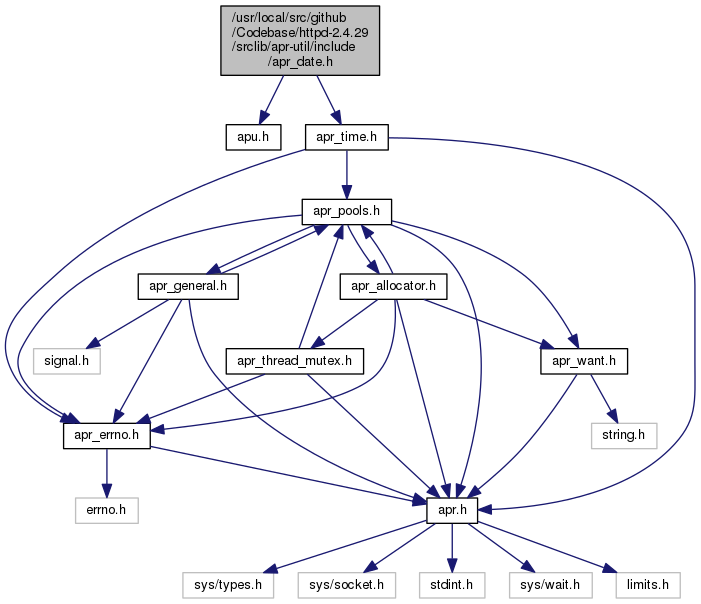 /usr/local/src/github
/Codebase/httpd-2.4.29
/srclib/apr-util/include
/apr_date.h
apu.h
apr_time.h
apr_pools.h
apr_general.h
apr_allocator.h
signal.h
apr_thread_mutex.h
apr_want.h
apr_errno.h
string.h
errno.h
apr.h
sys/types.h
sys/socket.h
stdint.h
sys/wait.h
limits.h